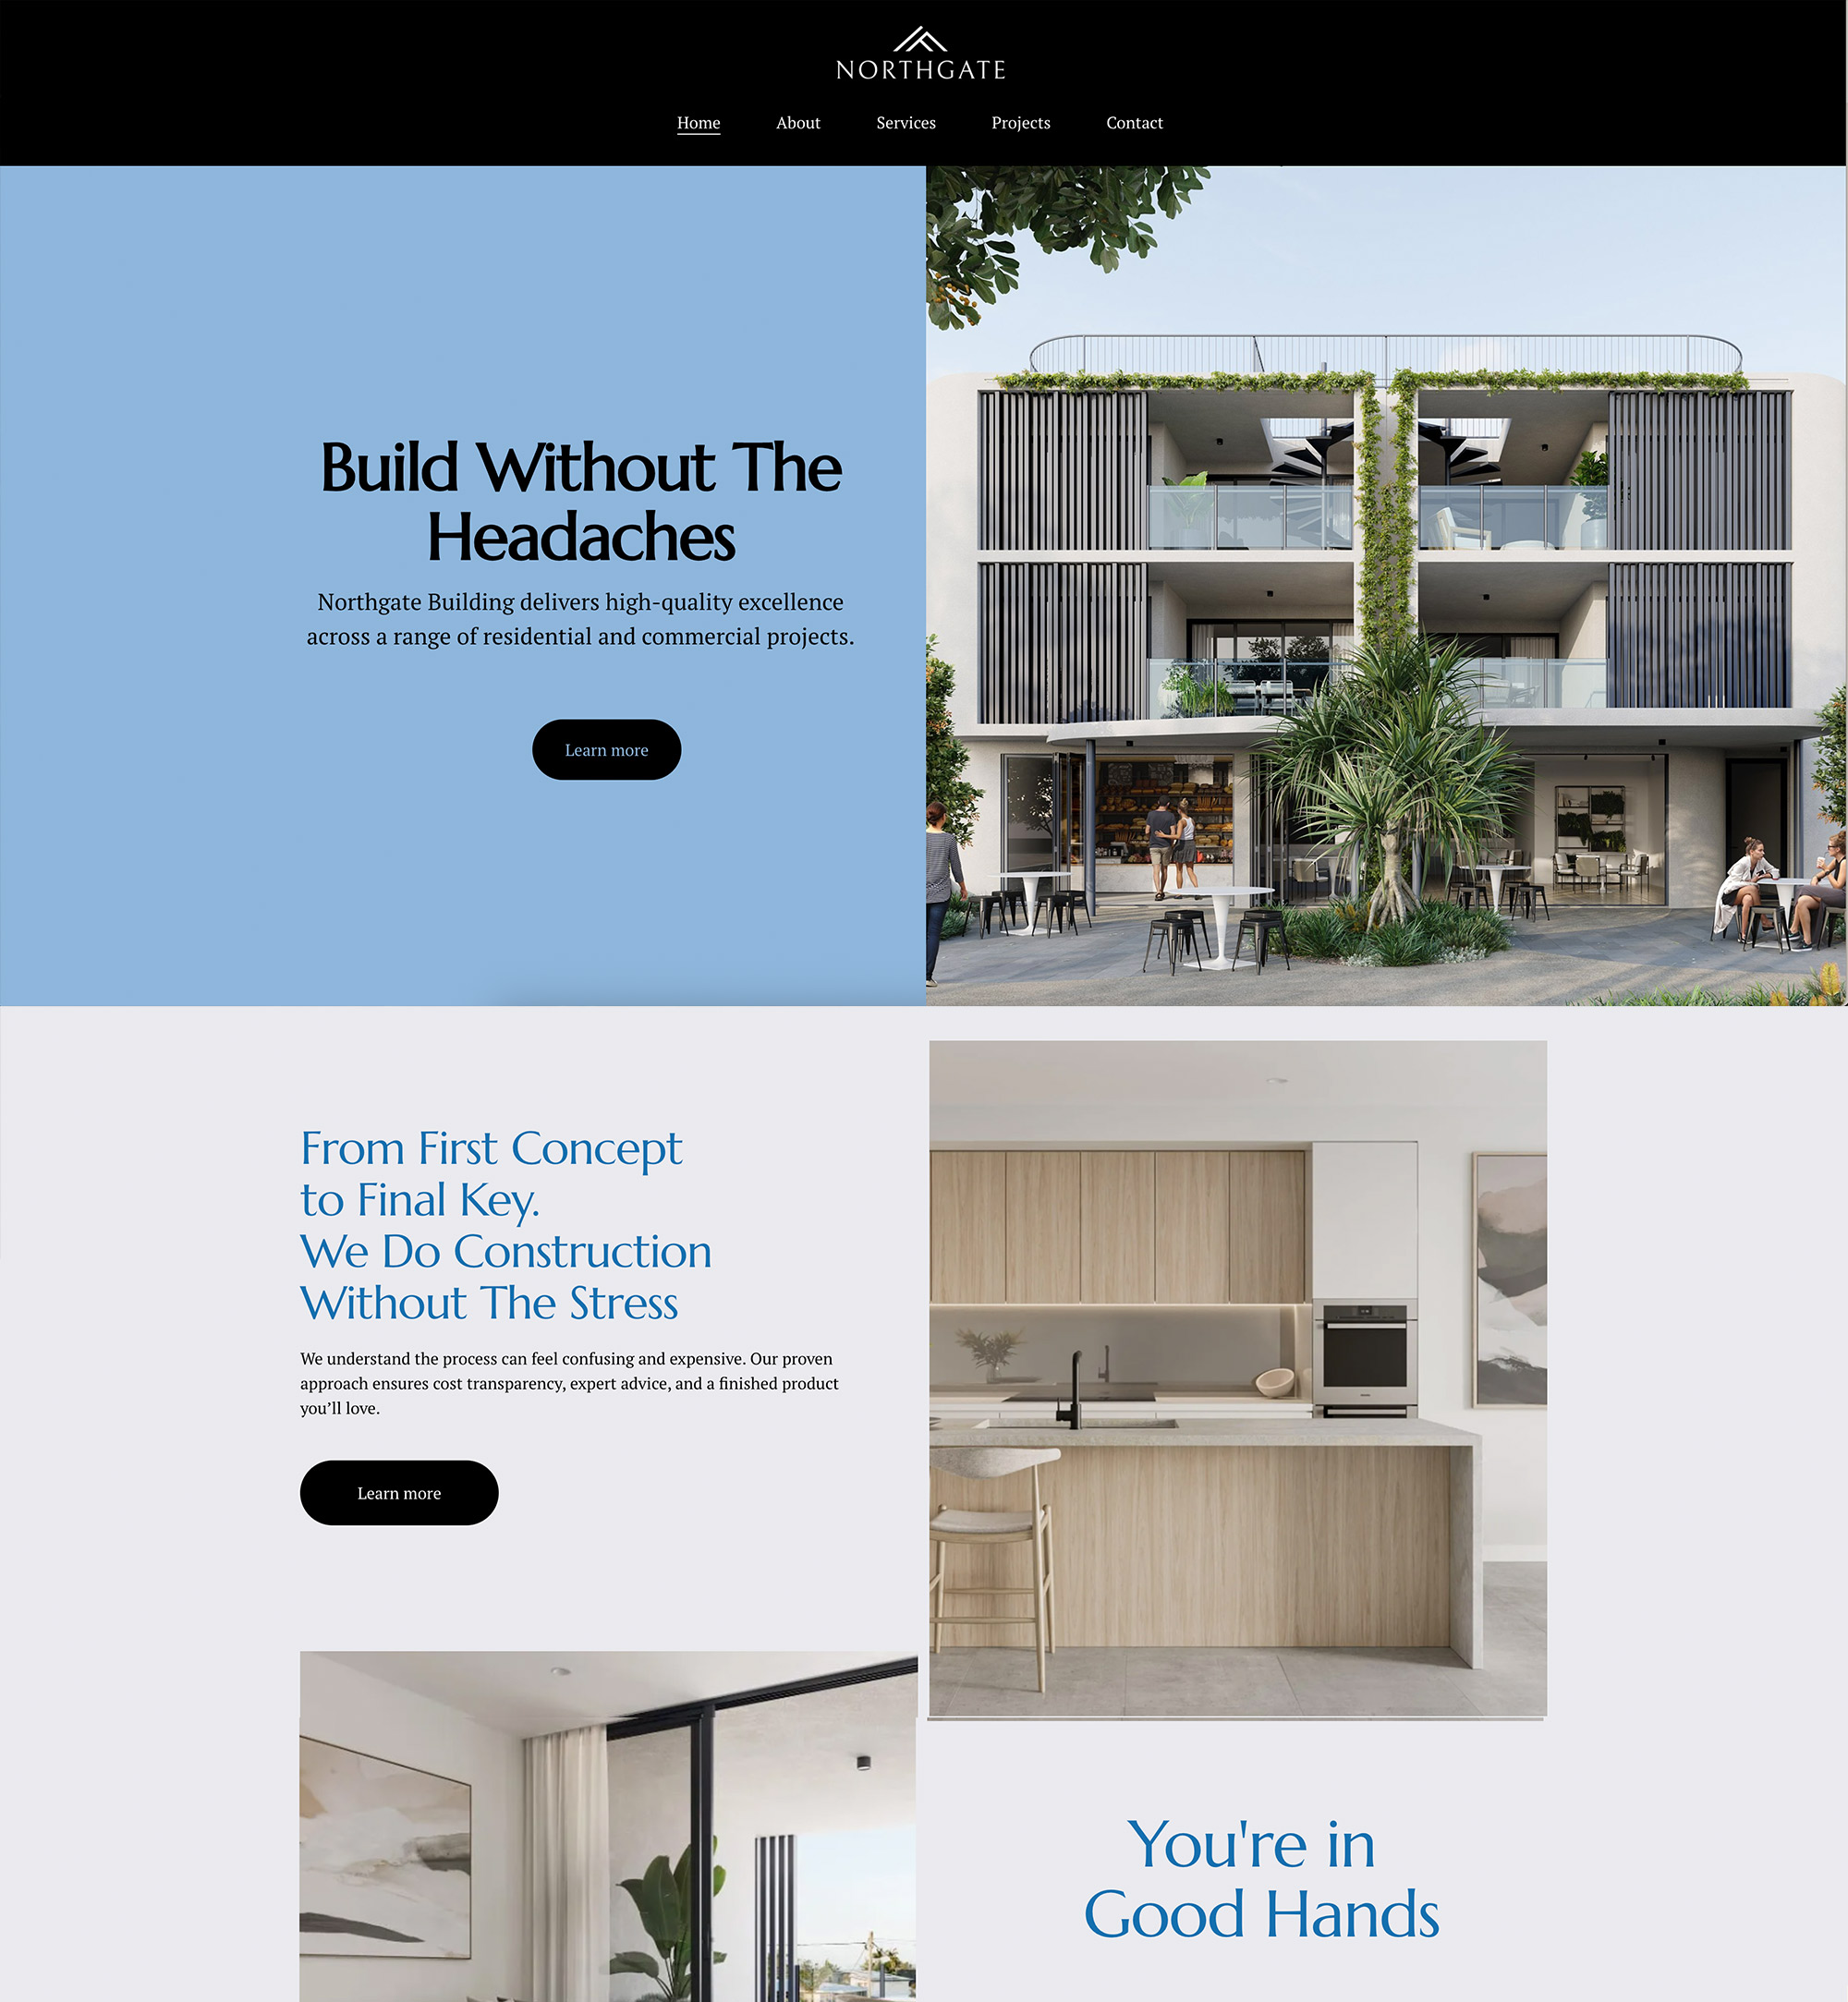 NORTHGATE
Home About Services Projects Contact
Build Without The
Headaches
Northgate Building delivers high-quality excellence
across a range of residential and commercial projects.
Learn more
From First Concept
to Final Key.
We Do Construction
Without The Stress
We understand the process can feel confusing and expensive. Our proven
approach ensures cost transparency, expert advice, and a finished product
you’ll love.
Learn more
You're in
Good Hands